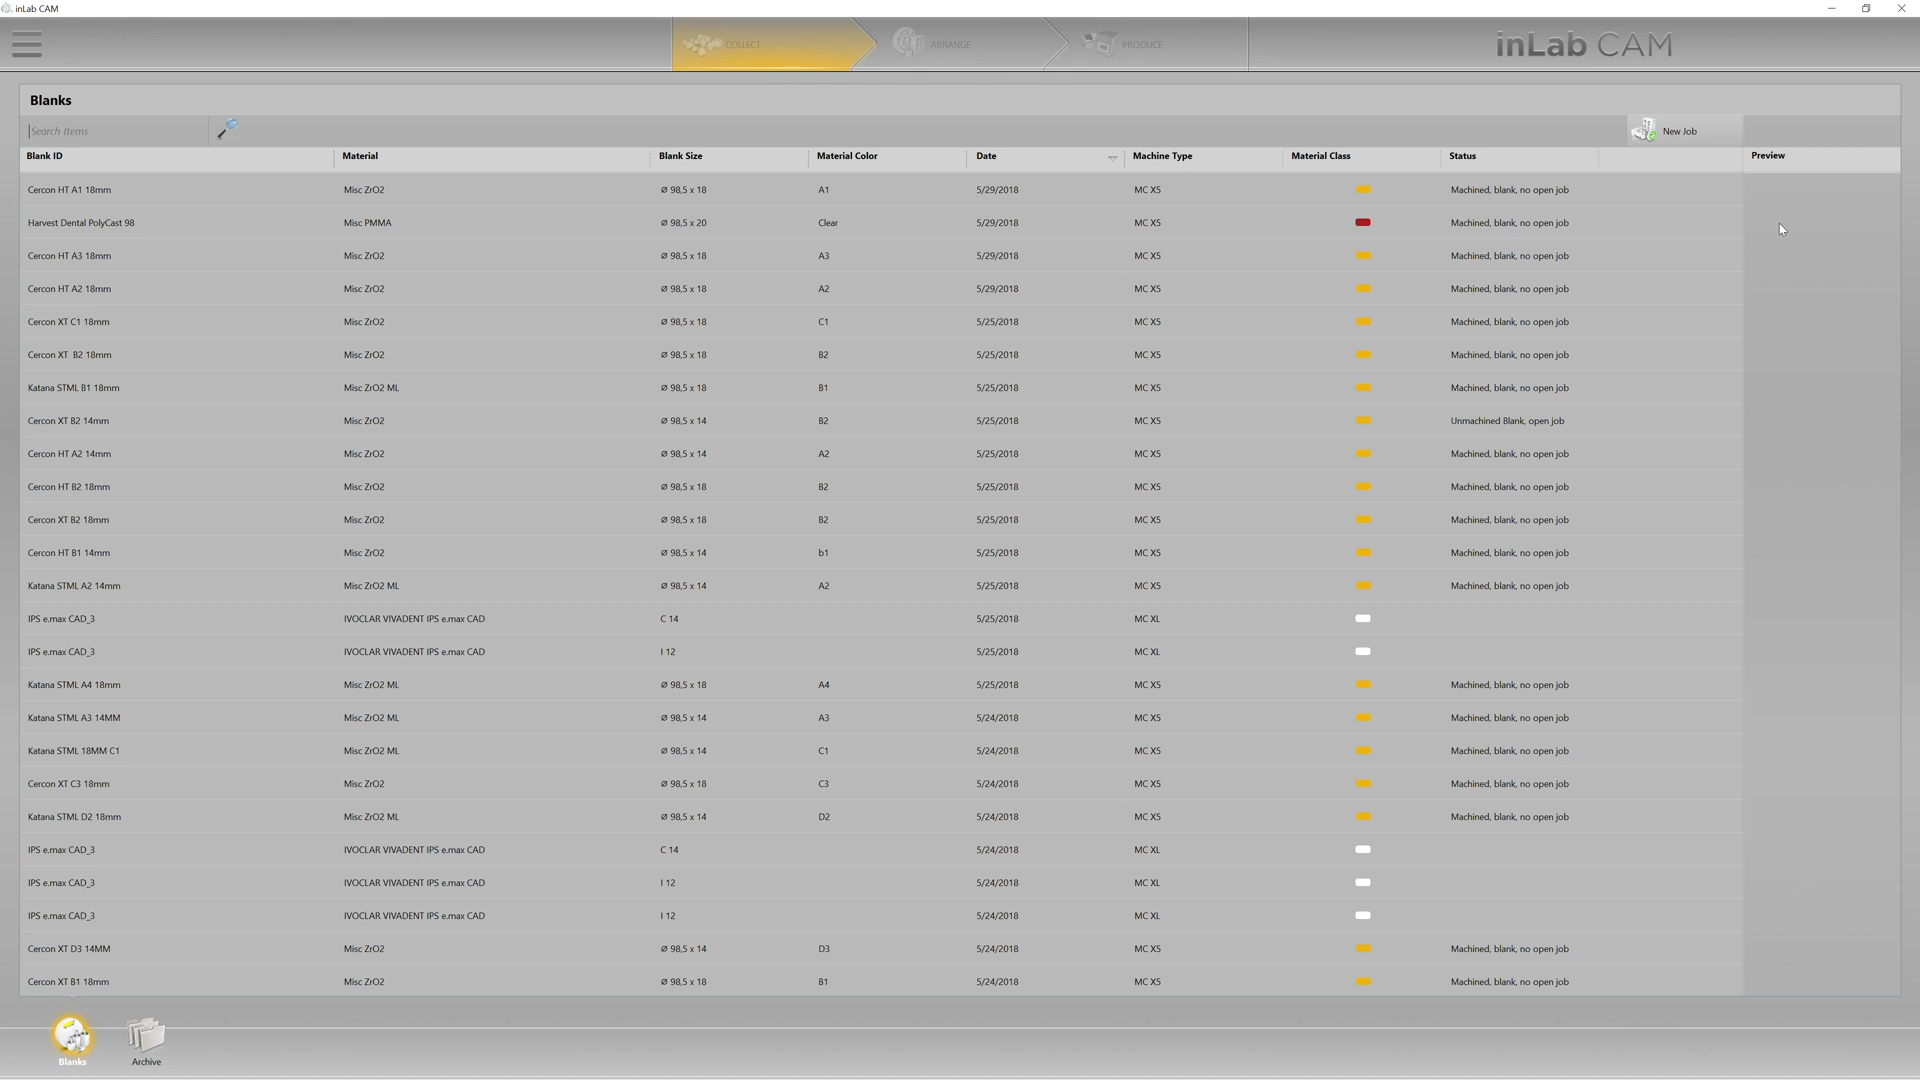 inLab CAM
COLLECT
ARRANGE
PRODUCE
inLab CAM
Blanks
Search Items
New Job
Blank ID Material Blank Size Material Color Date Machine Type Material Class Status Preview
Cercon HT A1 18mm Misc ZrO2 Ø 98,5 x 18 A1 5/29/2018 MC X5 Machined, blank, no open job
Harvest Dental PolyCast 98 Misc PMMA Ø 98,5 x 20 Clear 5/29/2018 MC X5 Machined, blank, no open job
Cercon HT A3 18mm Misc ZrO2 Ø 98,5 x 18 A3 5/29/2018 MC X5 Machined, blank, no open job
Cercon HT A2 18mm Misc ZrO2 Ø 98,5 x 18 A2 5/29/2018 MC X5 Machined, blank, no open job
Cercon XT C1 18mm Misc ZrO2 Ø 98,5 x 18 C1 5/25/2018 MC X5 Machined, blank, no open job
Cercon XT  B2 18mm Misc ZrO2 Ø 98,5 x 18 B2 5/25/2018 MC X5 Machined, blank, no open job
Katana STML B1 18mm Misc ZrO2 ML Ø 98,5 x 18 B1 5/25/2018 MC X5 Machined, blank, no open job
Cercon XT B2 14mm Misc ZrO2 Ø 98,5 x 14 B2 5/25/2018 MC X5 Unmachined Blank, open job
Cercon HT A2 14mm Misc ZrO2 Ø 98,5 x 14 A2 5/25/2018 MC X5 Machined, blank, no open job
Cercon HT B2 18mm Misc ZrO2 Ø 98,5 x 18 B2 5/25/2018 MC X5 Machined, blank, no open job
Cercon XT B2 18mm Misc ZrO2 Ø 98,5 x 18 B2 5/25/2018 MC X5 Machined, blank, no open job
Cercon HT B1 14mm Misc ZrO2 Ø 98,5 x 14 b1 5/25/2018 MC X5 Machined, blank, no open job
Katana STML A2 14mm Misc ZrO2 ML Ø 98,5 x 14 A2 5/25/2018 MC X5 Machined, blank, no open job
IPS e.max CAD_3 IVOCLAR VIVADENT IPS e.max CAD C 14 5/25/2018 MC XL
IPS e.max CAD_3 IVOCLAR VIVADENT IPS e.max CAD I 12 5/25/2018 MC XL
Katana STML A4 18mm Misc ZrO2 ML Ø 98,5 x 18 A4 5/25/2018 MC X5 Machined, blank, no open job
Katana STML A3 14MM Misc ZrO2 ML Ø 98,5 x 14 A3 5/24/2018 MC X5 Machined, blank, no open job
Katana STML 18MM C1 Misc ZrO2 ML Ø 98,5 x 14 C1 5/24/2018 MC X5 Machined, blank, no open job
Cercon XT C3 18mm Misc ZrO2 Ø 98,5 x 18 C3 5/24/2018 MC X5 Machined, blank, no open job
Katana STML D2 18mm Misc ZrO2 ML Ø 98,5 x 14 D2 5/24/2018 MC X5 Machined, blank, no open job
IPS e.max CAD_3 IVOCLAR VIVADENT IPS e.max CAD C 14 5/24/2018 MC XL
IPS e.max CAD_3 IVOCLAR VIVADENT IPS e.max CAD I 12 5/24/2018 MC XL
IPS e.max CAD_3 IVOCLAR VIVADENT IPS e.max CAD I 12 5/24/2018 MC XL
Cercon XT D3 14MM Misc ZrO2 Ø 98,5 x 14 D3 5/24/2018 MC X5 Machined, blank, no open job
Cercon XT B1 18mm Misc ZrO2 Ø 98,5 x 18 B1 5/24/2018 MC X5 Machined, blank, no open job
Blanks
Archive